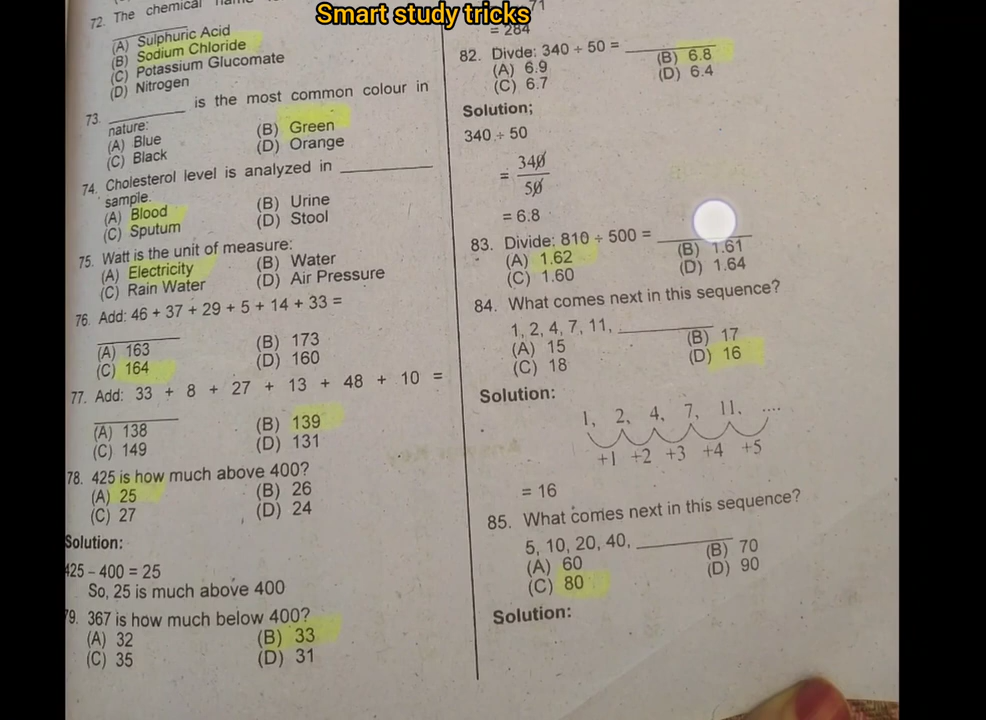 Smart study tricks
72. The chemical
(A) Sulphuric Acid
(B) Sodium Chloride
(C) Potassium Glucomate
(D) Nitrogen
73. ________ is the most common colour in
nature:
(A) Blue (B) Green
(C) Black (D) Orange
74. Cholesterol level is analyzed in ________
sample.
(A) Blood (B) Urine
(C) Sputum (D) Stool
75. Watt is the unit of measure:
(A) Electricity (B) Water
(C) Rain Water (D) Air Pressure
76. Add: 46 + 37 + 29 + 5 + 14 + 33 =
________
(A) 163 (B) 173
(C) 164 (D) 160
77. Add: 33 + 8 + 27 + 13 + 48 + 10 =
________
(A) 138 (B) 139
(C) 149 (D) 131
78. 425 is how much above 400?
(A) 25 (B) 26
(C) 27 (D) 24
Solution:
425 – 400 = 25
So, 25 is much above 400
79. 367 is how much below 400?
(A) 32 (B) 33
(C) 35 (D) 31
71
= 284
82. Divde: 340 ÷ 50 = ________
(A) 6.9 (B) 6.8
(C) 6.7 (D) 6.4
Solution;
340 ÷ 50
= 340
50
= 6.8
83. Divide: 810 ÷ 500 = ________
(A) 1.62 (B) 1.61
(C) 1.60 (D) 1.64
84. What comes next in this sequence?
1, 2, 4, 7, 11, ________
(A) 15 (B) 17
(C) 18 (D) 16
Solution:
1, 2, 4, 7, 11, ....
+1 +2 +3 +4 +5
= 16
85. What comes next in this sequence?
5, 10, 20, 40, ________
(A) 60 (B) 70
(C) 80 (D) 90
Solution: